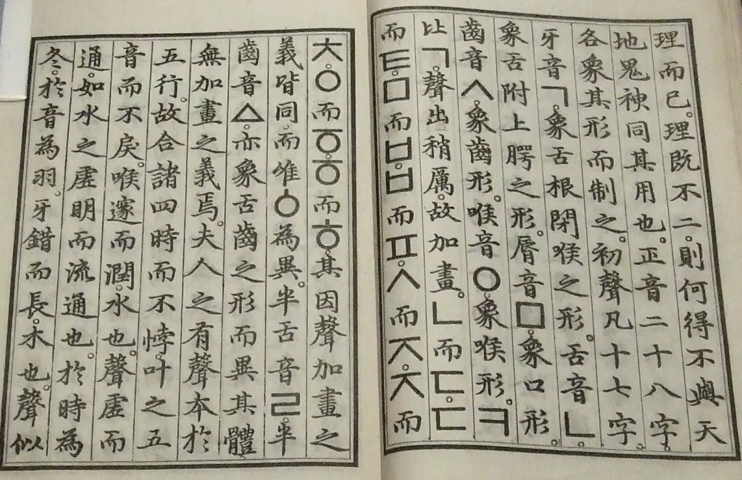 理而已。理既不二。則何得不與天
地鬼神同其用也。正音二十八字。
各象其形而制之。初聲凡十七字。
牙音ㄱ。象舌根閉喉之形。舌音ㄴ。
象舌附上腭之形。脣音ㅁ。象口形。
齒音ㅅ。象齒形。喉音ㅇ。象喉形。ㅋ
比ㄱ。聲出稍厲。故加畫。ㄴ而ㄷ。ㄷ
而ㅌ。ㅁ而ㅂ。ㅂ而ㅍ。ㅅ而ㅈ。ㅈ而
ㅊ。ㅇ而ㆆ。ㆆ而ㅎ。其因聲加畫之
義皆同。而唯ㆁ為異。半舌音ㄹ。半
齒音ㅿ。亦象舌齒之形而異其體。
無加畫之義焉。夫人之有聲本於
五行。故合諸四時而不悖。叶之五
音而不戾。喉邃而潤。水也。聲虛而
通。如水之虛明而流通也。於時為
冬。於音為羽。牙錯而長。木也。聲似